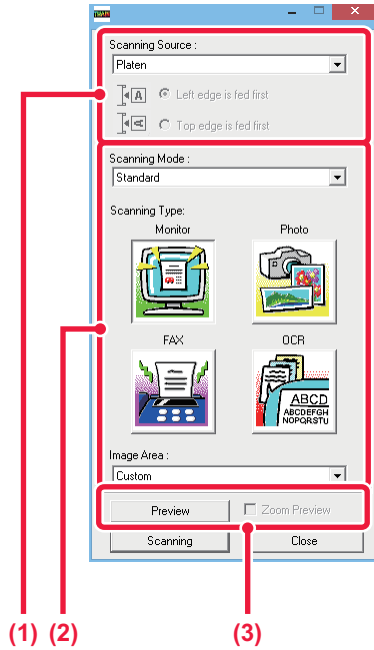 Scanning Source :
Platen
A Left edge is fed first
A Top edge is fed first
Scanning Mode :
Standard
Scanning Type:
Monitor Photo
FAX OCR
ABCD
ABCDEFGH
NOPQRSTU
Image Area :
Custom
Preview Zoom Preview
Scanning Close
(1) (2) (3)